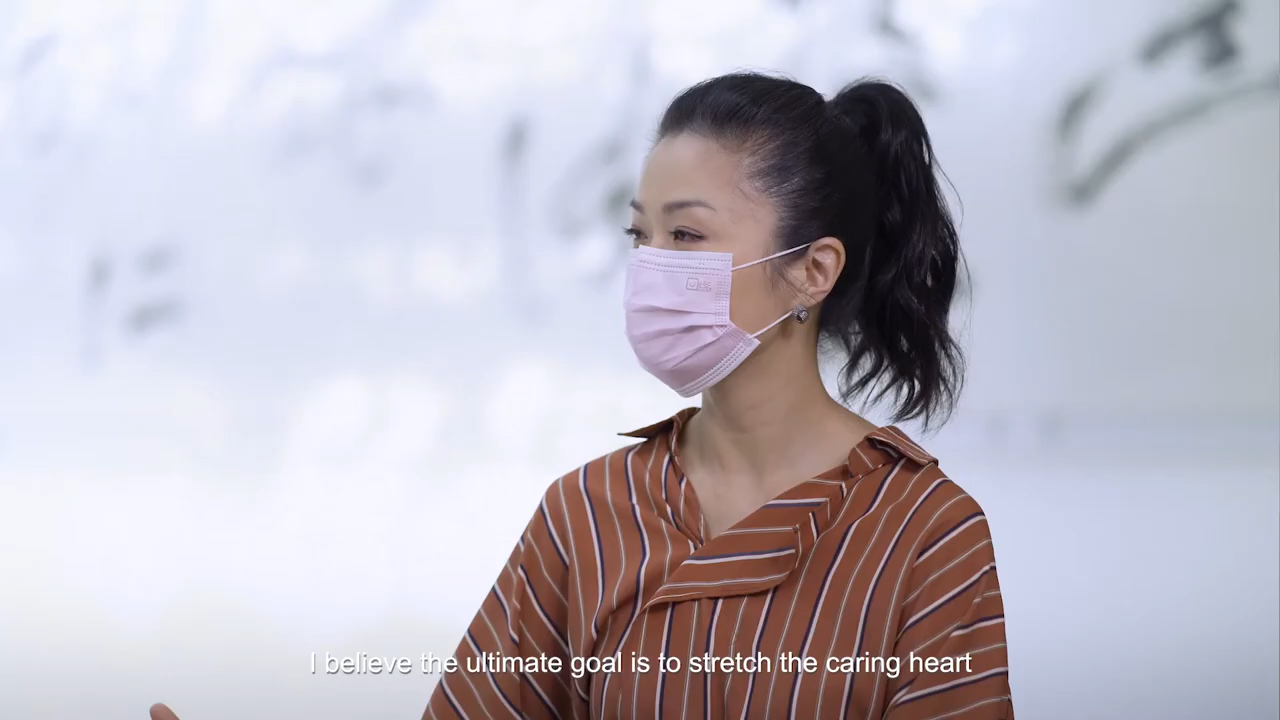 I believe the ultimate goal is to stretch the caring heart